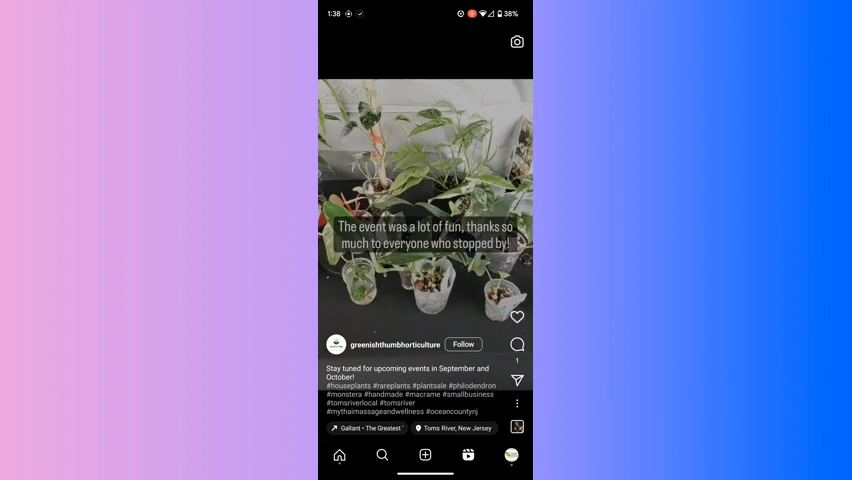 1:38
38%
The event was a lot of fun, thanks so
much to everyone who stopped by!
greenishthumbhorticulture
Follow
1
Stay tuned for upcoming events in September and
October!
#houseplants #rareplants #plantsale #philodendron
#monstera #handmade #macrame #smallbusiness
#tomsriverlocal #tomsriver
#mythaimassageandwellness #oceancountynj
Gallant • The Greatest
Toms River, New Jersey